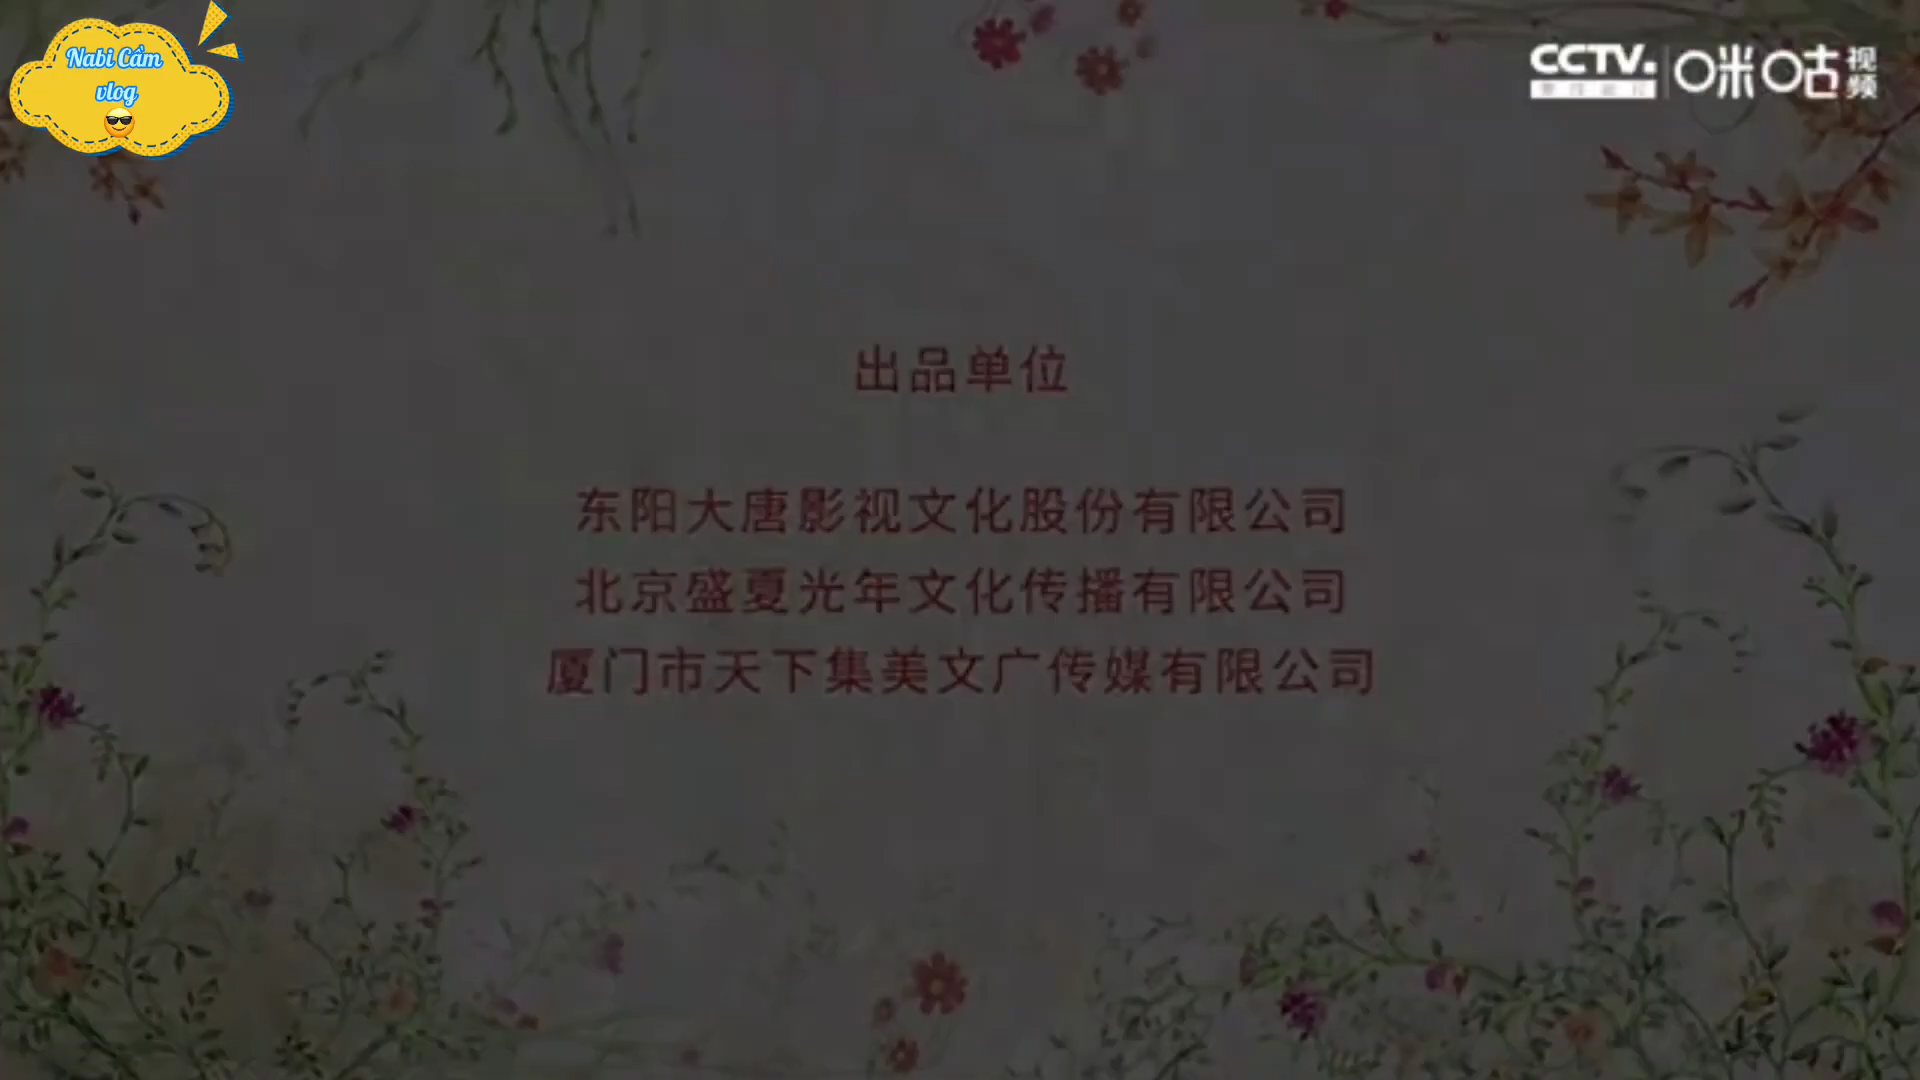 Nabi Cầm
vlog
CCTV.
咪咕
视频
出品单位
东阳大唐影视文化股份有限公司
北京盛夏光年文化传播有限公司
厦门市天下集美文广传媒有限公司